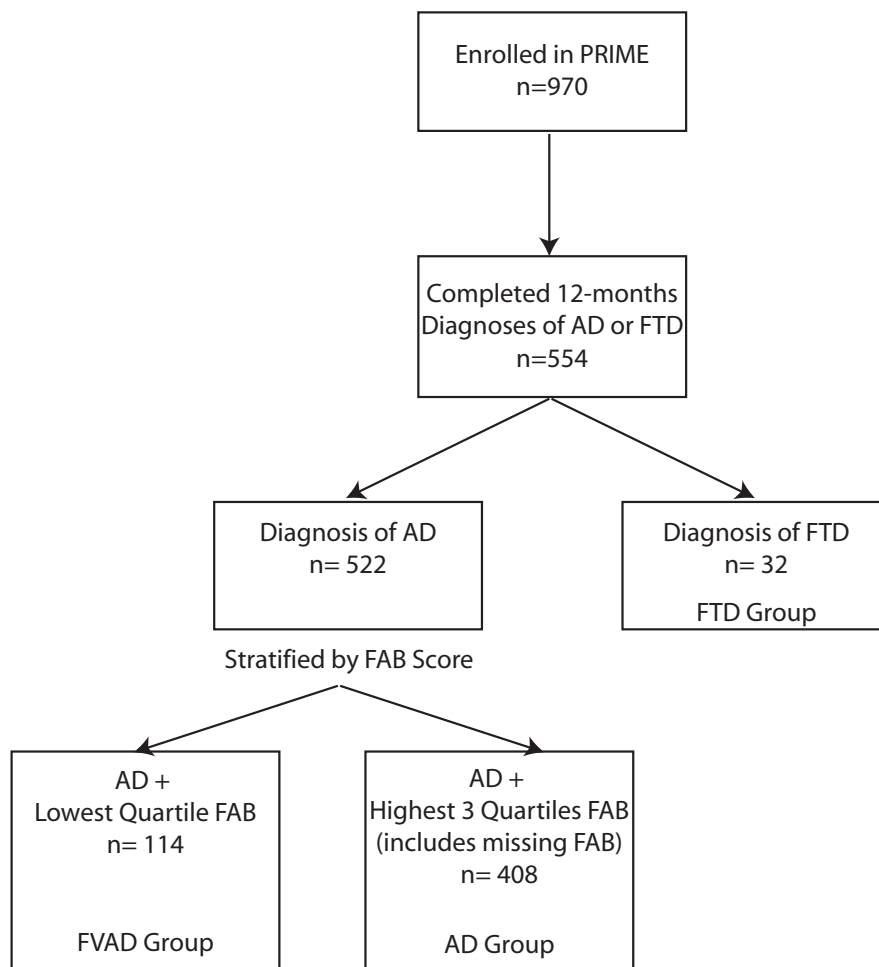 Enrolled in PRIME
n=970
Completed 12-months
Diagnoses of AD or FTD
n=554
Diagnosis of AD
n= 522
Diagnosis of FTD
n= 32
FTD Group
Stratified by FAB Score
AD +
Lowest Quartile FAB
n= 114
FVAD Group
AD +
Highest 3 Quartiles FAB
(includes missing FAB)
n= 408
AD Group